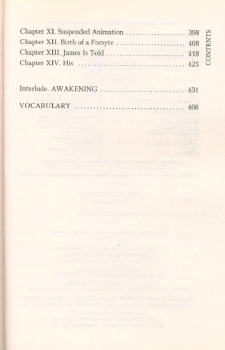 Chapter XI. Suspended Animation .................... 398
Chapter XII. Birth of a Forsyte ....................... 408
Chapter XIII. James Is Told ............................ 418
Chapter XIV. His .......................................... 425
Interlude. AWAKENING ................................ 431
VOCABULARY ............................................. 466
CONTENTS